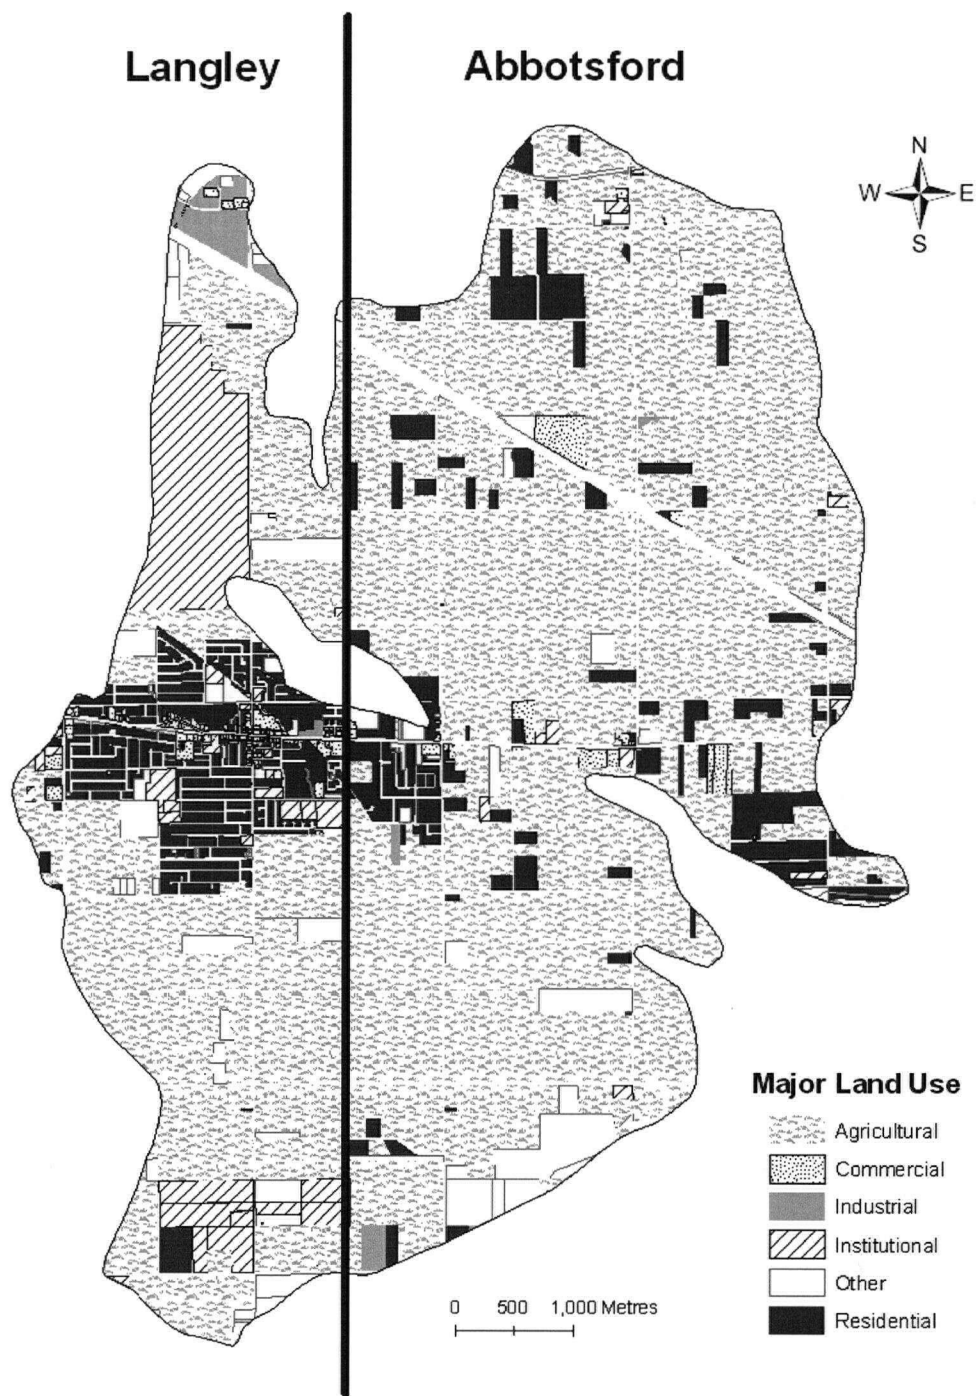 Langley
Abbotsford
N
W E
S
Major Land Use
Agricultural
Commercial
Industrial
Institutional
Other
Residential
0 500 1,000 Metres